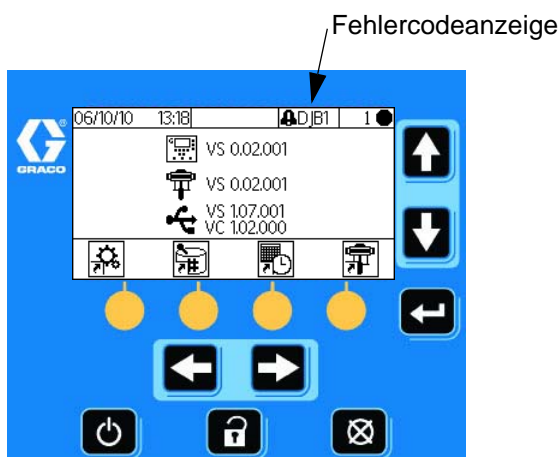 Fehlercodeanzeige
06/10/10 13:18 DJB1 1
GRACO
VS 0.02.001
VS 0.02.001
VS 1.07.001
VC 1.02.000